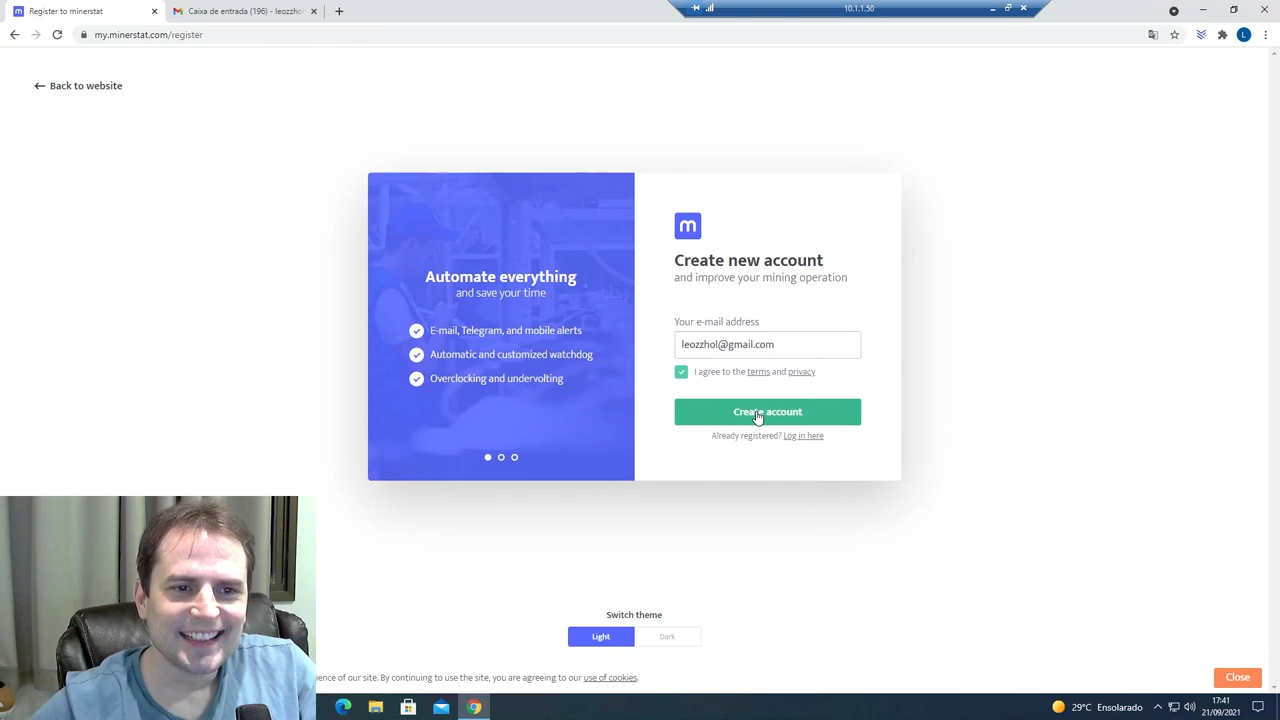 Register to minerstat
Caixa de entrada (196) - leozzhol
10.1.1.50
my.minerstat.com/register
L
Back to website
Automate everything
and save your time
E-mail, Telegram, and mobile alerts
Automatic and customized watchdog
Overclocking and undervolting
m
Create new account
and improve your mining operation
Your e-mail address
leozzhol@gmail.com
I agree to the terms and privacy
Create account
Already registered? Log in here
Switch theme
Light Dark
ience of our site. By continuing to use the site, you are agreeing to our use of cookies.
Close
29°C Ensolarado
17:41
21/09/2021